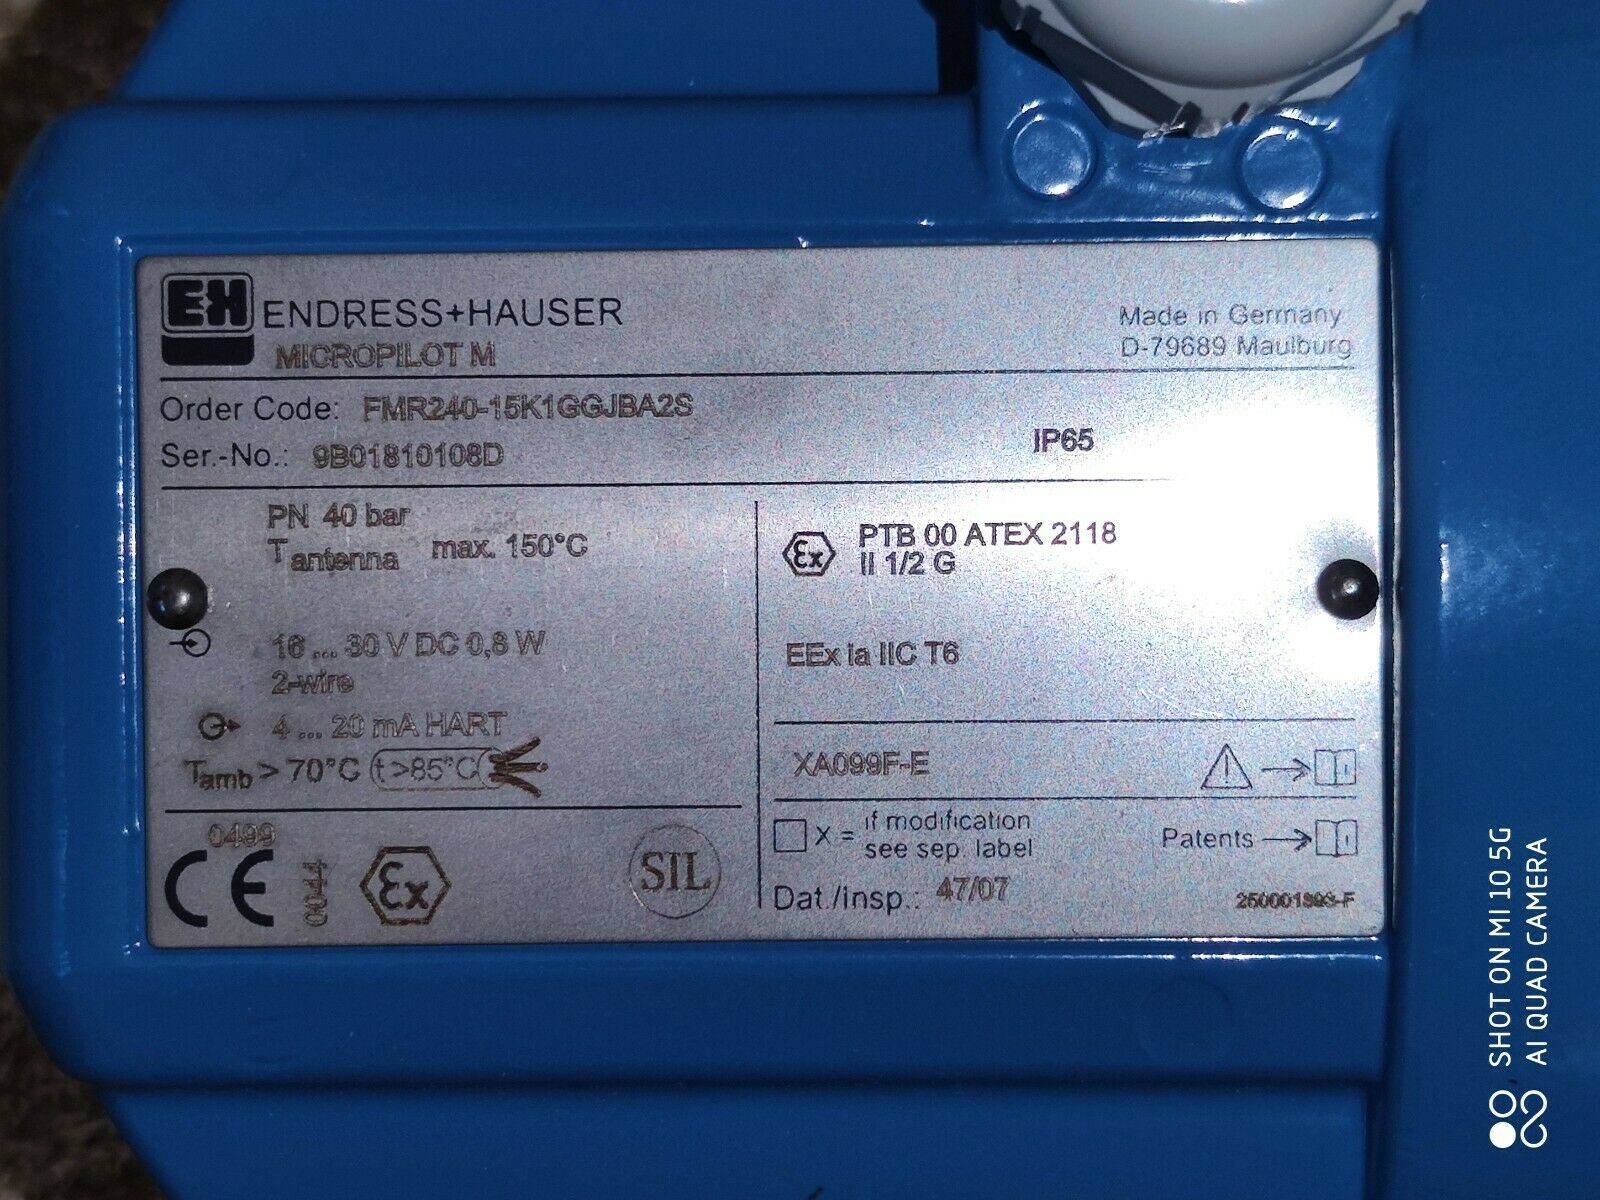 EH ENDRESS+HAUSER
MICROPILOT M
Made in Germany
D-79689 Maulburg
Order Code: FMR240-15K1GGJBA2S
Ser.-No.: 9B01810108D
IP65
PN 40 bar
T antenna max. 150°C
16 ... 30 V DC 0,8 W
2-wire
4 ... 20 mA HART
Tamb > 70°C t >85°C
0499
CE 0044 Ex
SIL
Ex PTB 00 ATEX 2118
II 1/2 G
EEx ia IIC T6
XA099F-E
X = if modification
see sep. label
Patents
Dat./Insp.: 47/07
SHOT ON MI 10 5G
AI QUAD CAMERA